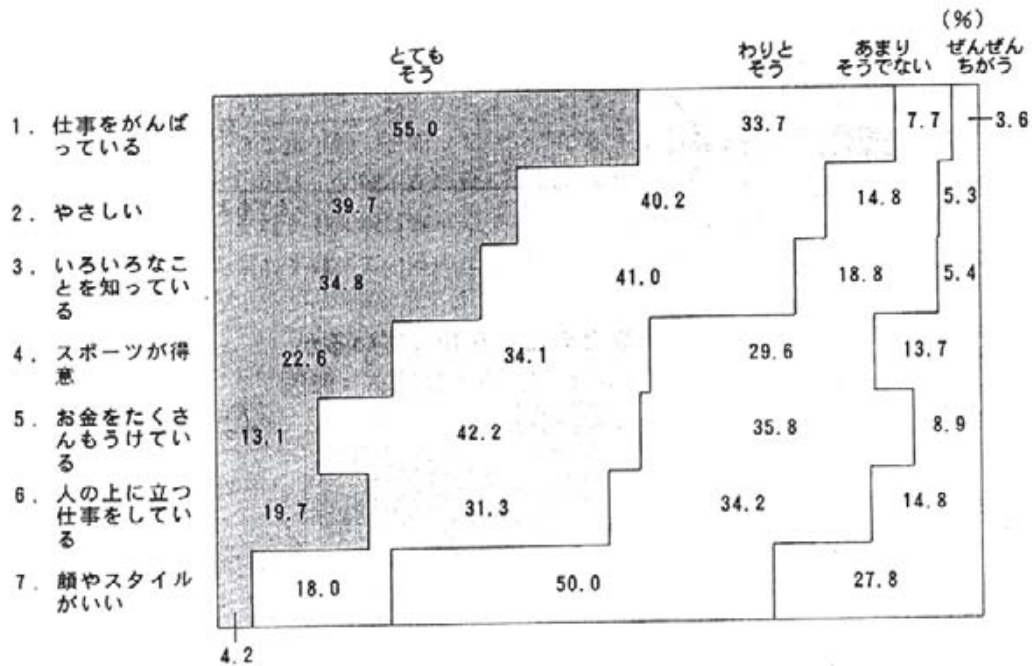 (%)
とても
そう
わりと
そう
あまり
そうでない
ぜんぜん
ちがう
1. 仕事をがんば
っている
55.0 33.7 7.7 3.6
2. やさしい
39.7 40.2 14.8 5.3
3. いろいろなこ
とを知ってい
る
34.8 41.0 18.8 5.4
4. スポーツが得
意
22.6 34.1 29.6 13.7
5. お金をたくさ
んもうけてい
る
13.1 42.2 35.8 8.9
6. 人の上に立つ
仕事をしてい
る
19.7 31.3 34.2 14.8
7. 顔やスタイル
がいい
4.2 18.0 50.0 27.8